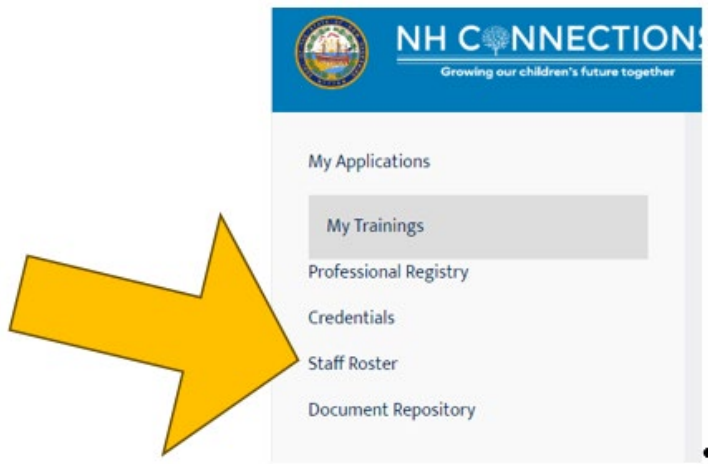 NH CONNECTIONS
Growing our children's future together
My Applications
My Trainings
Professional Registry
Credentials
Staff Roster
Document Repository